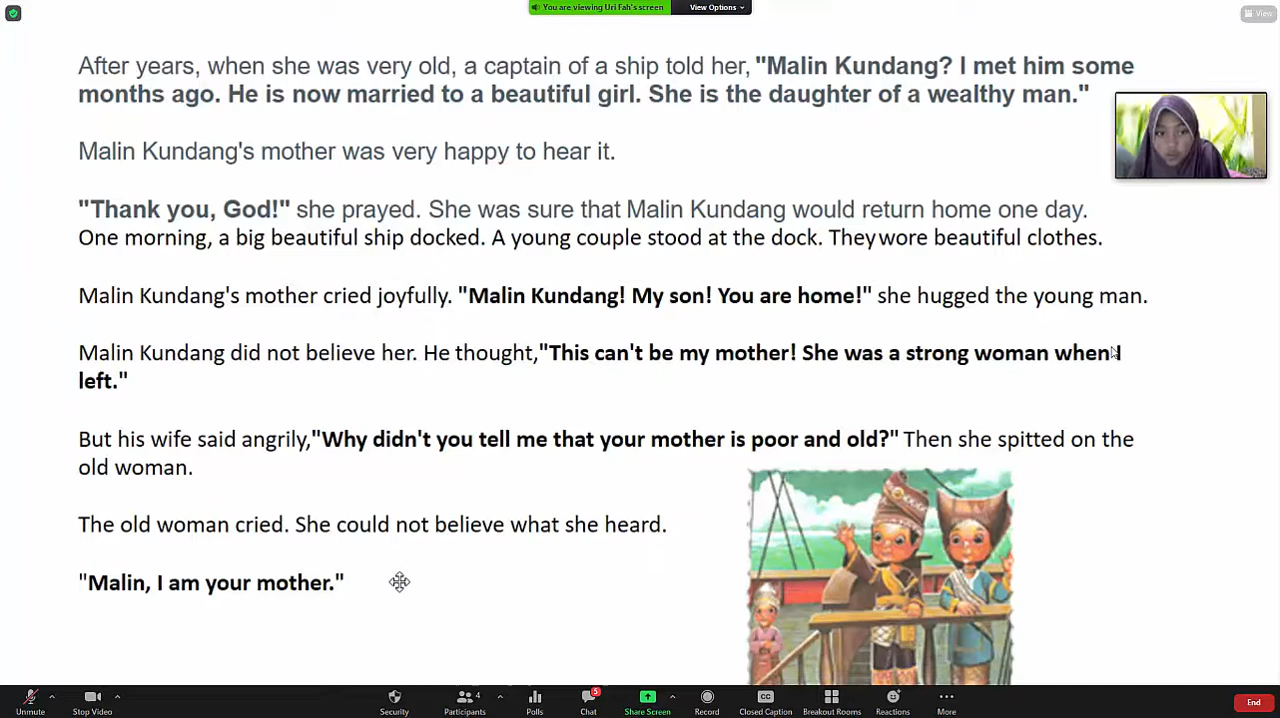 You are viewing Uri Fah's screen
View Options
View
After years, when she was very old, a captain of a ship told her, "Malin Kundang? I met him some
months ago. He is now married to a beautiful girl. She is the daughter of a wealthy man."
Malin Kundang's mother was very happy to hear it.
"Thank you, God!" she prayed. She was sure that Malin Kundang would return home one day.
One morning, a big beautiful ship docked. A young couple stood at the dock. They wore beautiful clothes.
Malin Kundang's mother cried joyfully. "Malin Kundang! My son! You are home!" she hugged the young man.
Malin Kundang did not believe her. He thought,"This can't be my mother! She was a strong woman when I
left."
But his wife said angrily,"Why didn't you tell me that your mother is poor and old?" Then she spitted on the
old woman.
The old woman cried. She could not believe what she heard.
"Malin, I am your mother."
Unmute
Stop Video
Security
Participants
4
Polls
Chat
5
Share Screen
Record
CC
Closed Caption
Breakout Rooms
Reactions
More
End